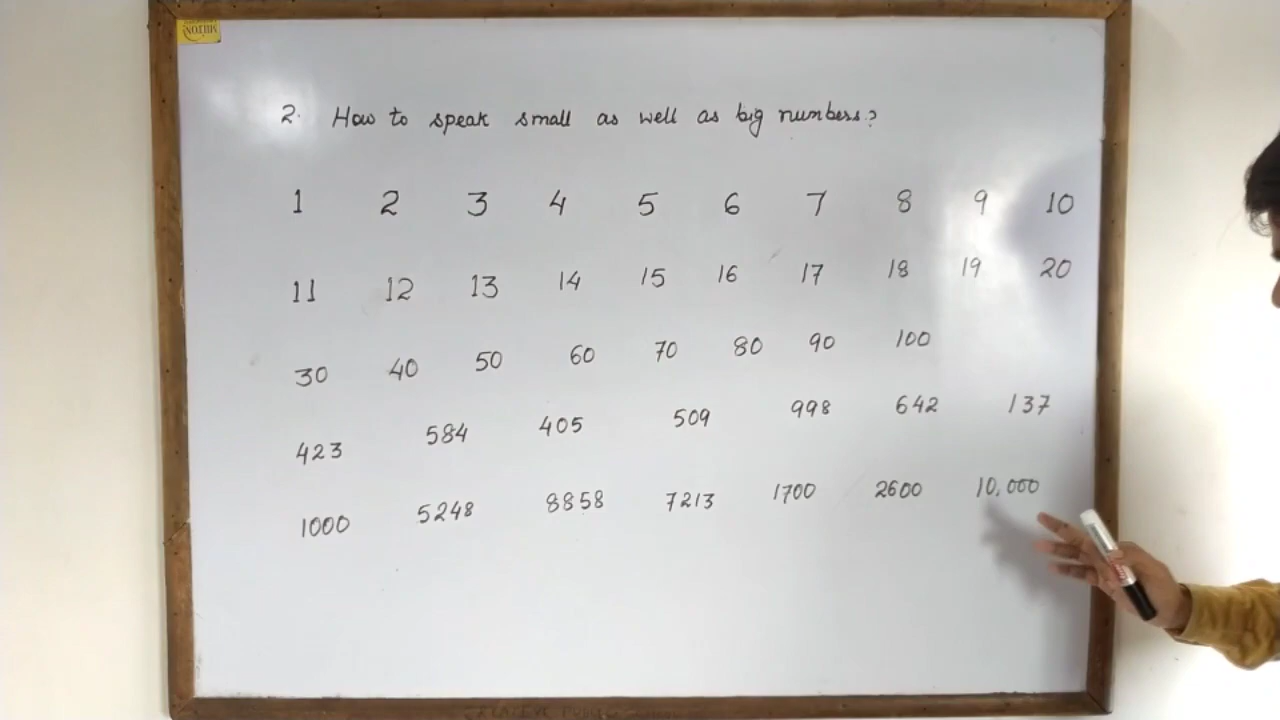 MILTON
2. How to speak small as well as big numbers?
1 2 3 4 5 6 7 8 9 10
11 12 13 14 15 16 17 18 19 20
30 40 50 60 70 80 90 100
423 584 405 509 998 642 137
1000 5248 8858 7213 1700 2600 10,000